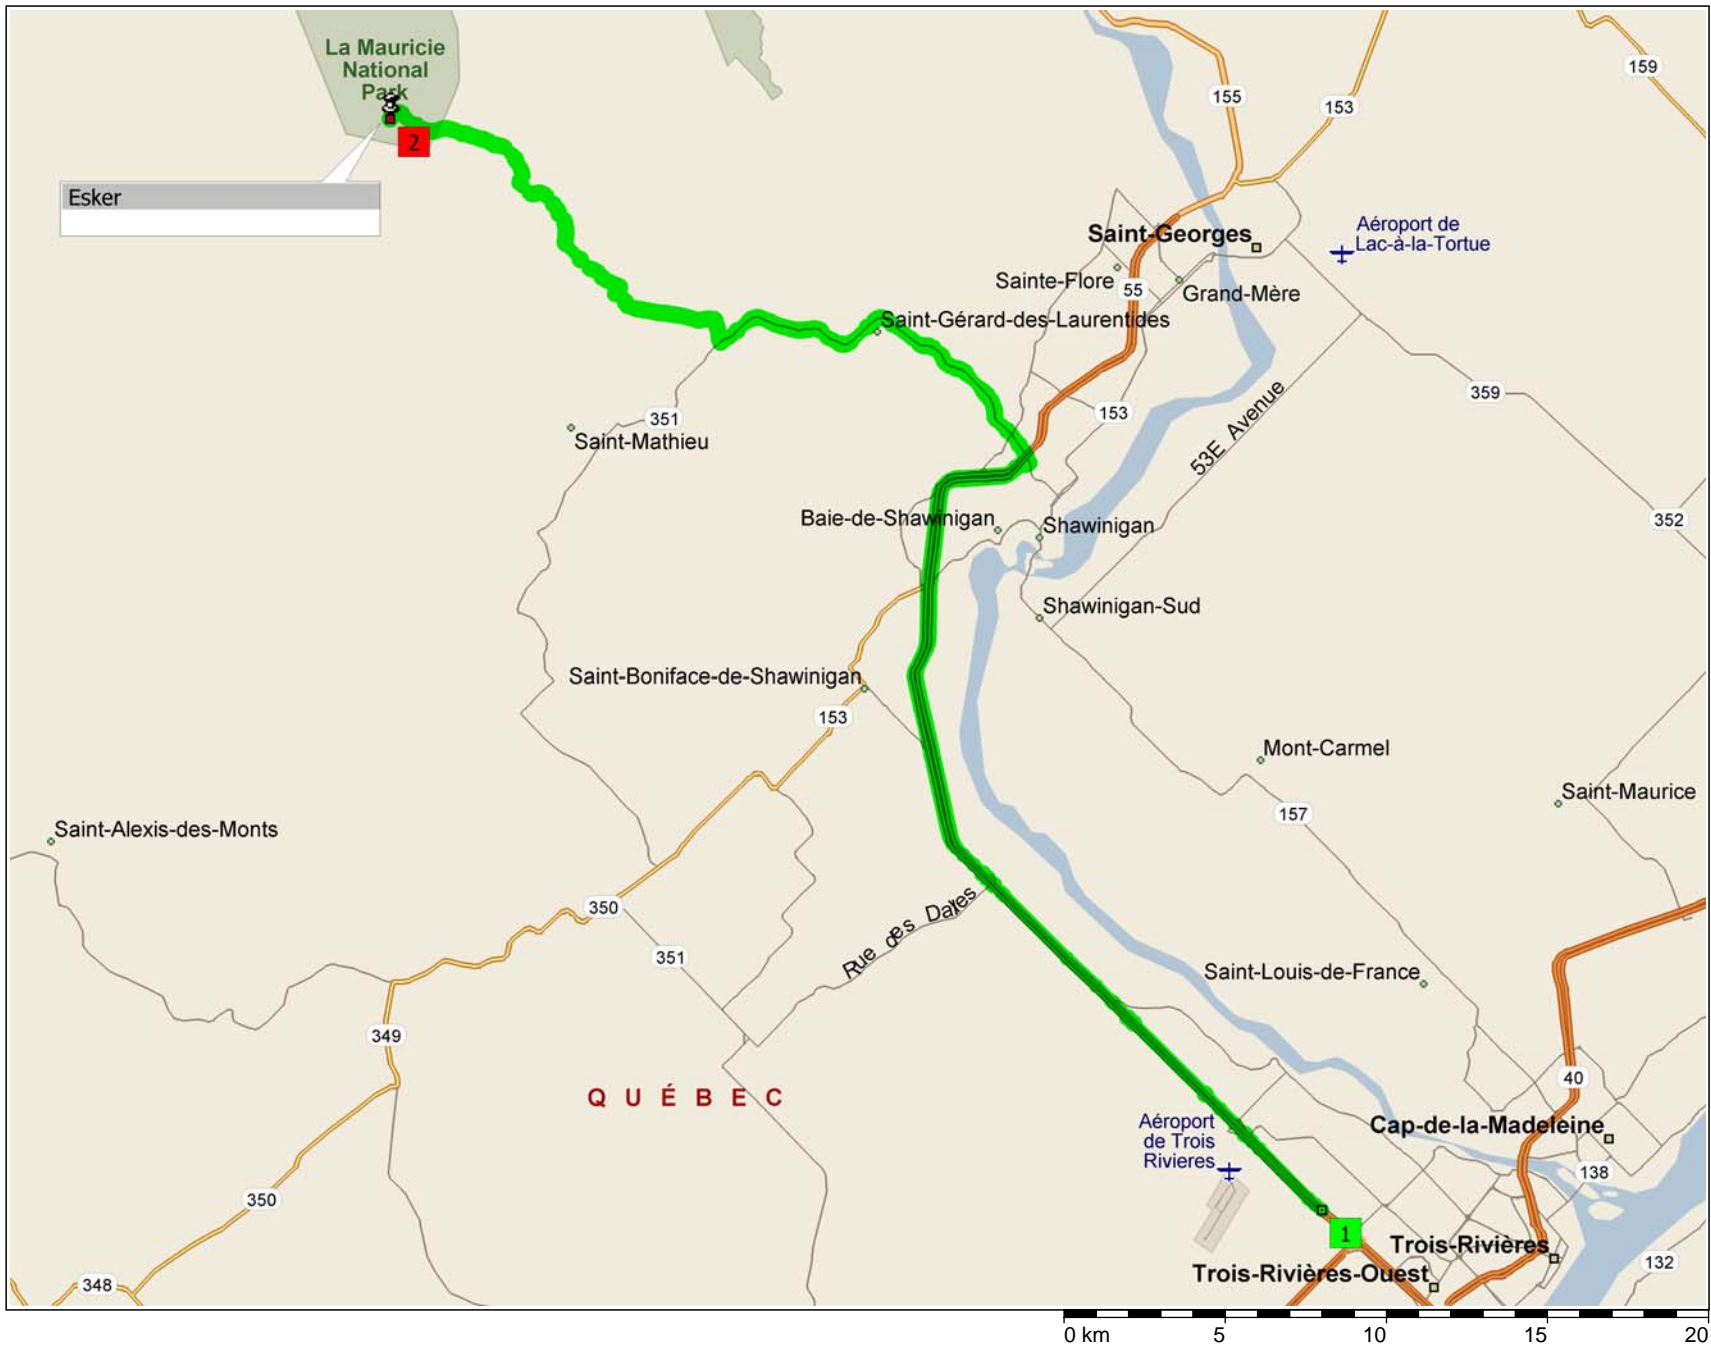 La Mauricie
National
Park
159
155
153
2
Esker
Saint-Georges
Aéroport de
Lac-à-la-Tortue
Sainte-Flore
55
Grand-Mère
Saint-Gérard-des-Laurentides
359
351
153
53E Avenue
Saint-Mathieu
Baie-de-Shawinigan
Shawinigan
352
Shawinigan-Sud
Saint-Boniface-de-Shawinigan
153
Mont-Carmel
Saint-Maurice
157
Saint-Alexis-des-Monts
350
Rue des Dalles
351
Saint-Louis-de-France
349
40
QUÉBEC
Aéroport
de Trois
Rivieres
Cap-de-la-Madeleine
138
350
1
Trois-Rivières
132
Trois-Rivières-Ouest
348
0 km 5 10 15 20